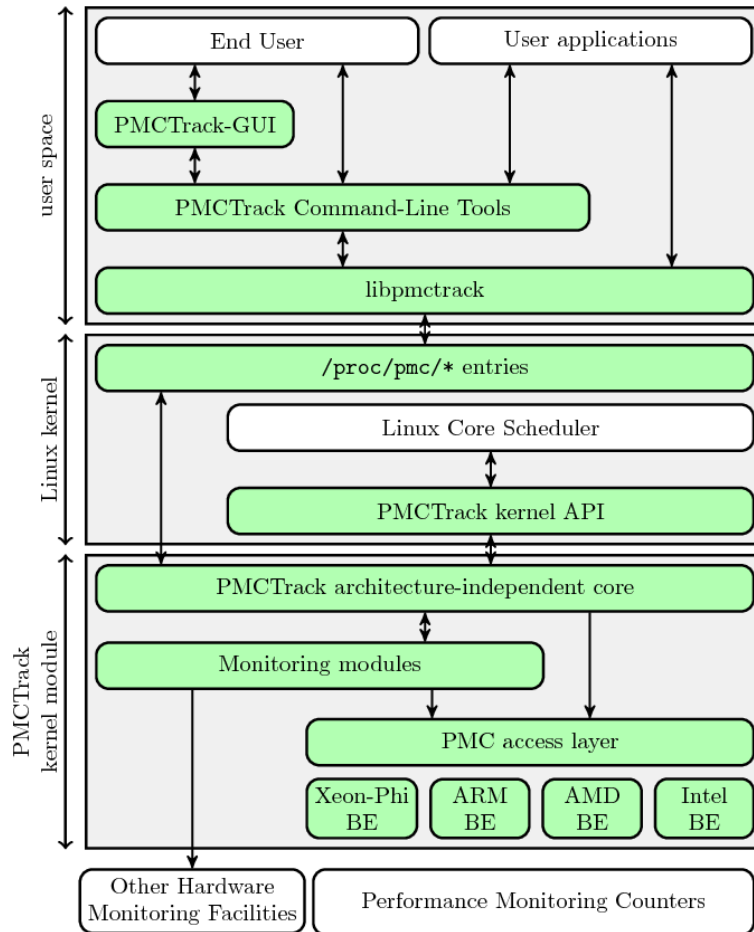 End User
User applications
PMCTrack-GUI
PMCTrack Command-Line Tools
libpmctrack
user space
/proc/pmc/* entries
Linux Core Scheduler
PMCTrack kernel API
Linux kernel
PMCTrack architecture-independent core
Monitoring modules
PMC access layer
Xeon-Phi
BE
ARM
BE
AMD
BE
Intel
BE
PMCTrack
kernel module
Other Hardware
Monitoring Facilities
Performance Monitoring Counters